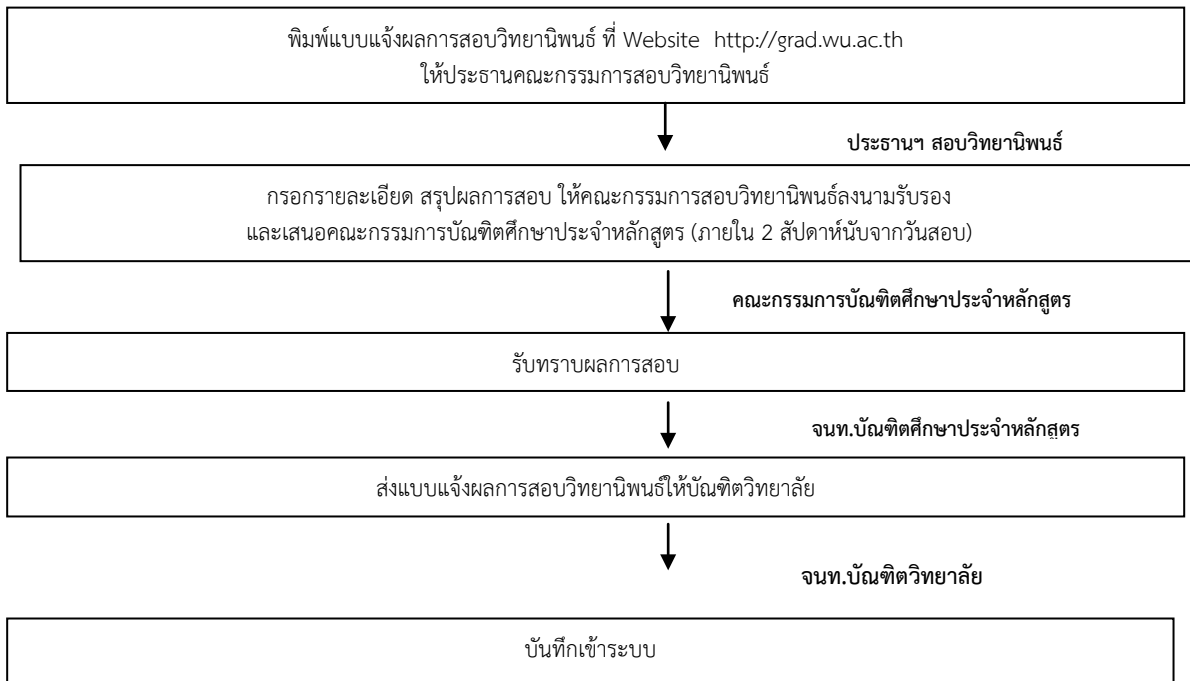 พิมพ์แบบแจ้งผลการสอบวิทยานิพนธ์ ที่ Website http://grad.wu.ac.th
ให้ประธานคณะกรรมการสอบวิทยานิพนธ์
ประธานฯ สอบวิทยานิพนธ์
กรอกรายละเอียด สรุปผลการสอบ ให้คณะกรรมการสอบวิทยานิพนธ์ลงนามรับรอง
และเสนอคณะกรรมการบัณฑิตศึกษาประจำหลักสูตร (ภายใน 2 สัปดาห์นับจากวันสอบ)
คณะกรรมการบัณฑิตศึกษาประจำหลักสูตร
รับทราบผลการสอบ
จนท.บัณฑิตศึกษาประจำหลักสูตร
ส่งแบบแจ้งผลการสอบวิทยานิพนธ์ให้บัณฑิตวิทยาลัย
จนท.บัณฑิตวิทยาลัย
บันทึกเข้าระบบ